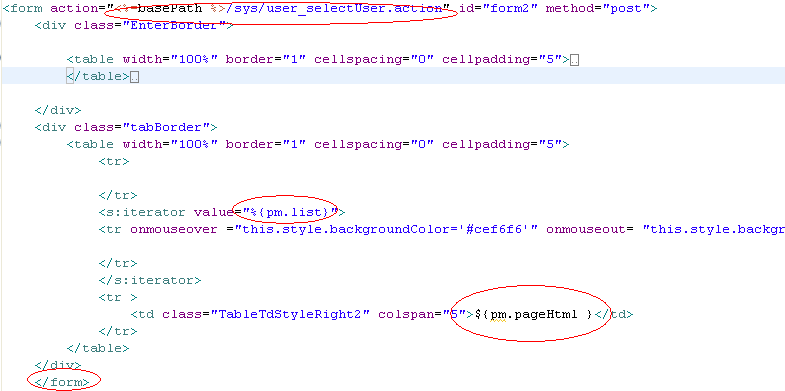 <form action="<%=basePath %>/sys/user_selectUser.action" id="form2" method="post">
<div class="EnterBorder">
<table width="100%" border="1" cellspacing="0" cellpadding="5">
</table>
</div>
<div class="tabBorder">
<table width="100%" border="1" cellspacing="0" cellpadding="5">
<tr>
</tr>
<s:iterator value="%{pm.list}">
<tr onmouseover ="this.style.backgroundColor='#cef6f6'" onmouseout= "this.style.backgr
</tr>
</s:iterator>
<tr >
<td class="TableTdStyleRight2" colspan="5">${pm.pageHtml }</td>
</tr>
</table>
</div>
</form>